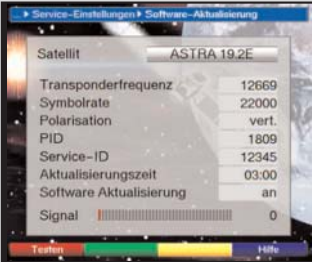 Service-Einstellungen Software-Aktualisierung
Satellit ASTRA 19.2E
Transponderfrequenz 12669
Symbolrate 22000
Polarisation vert.
PID 1809
Service-ID 12345
Aktualisierungszeit 03:00
Software Aktualisierung an
Signal 0
Testen Hilfe